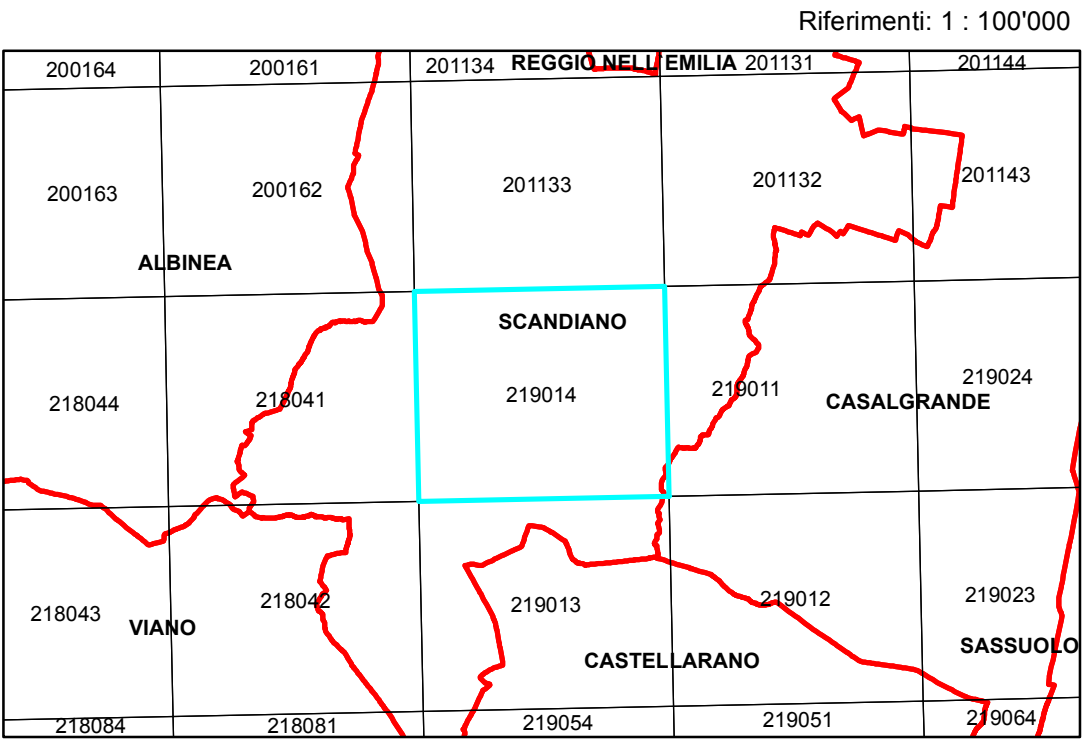 Riferimenti: 1 : 100'000
200164 200161 201134 REGGIO NELL'EMILIA 201131 201144
200163 200162 201133 201132 201143
ALBINEA
SCANDIANO
218044 218041 219014 219011 219024
CASALGRANDE
218043 218042 219013 219012 219023
VIANO
SASSUOLO
CASTELLARANO
218084 218081 219054 219051 219064